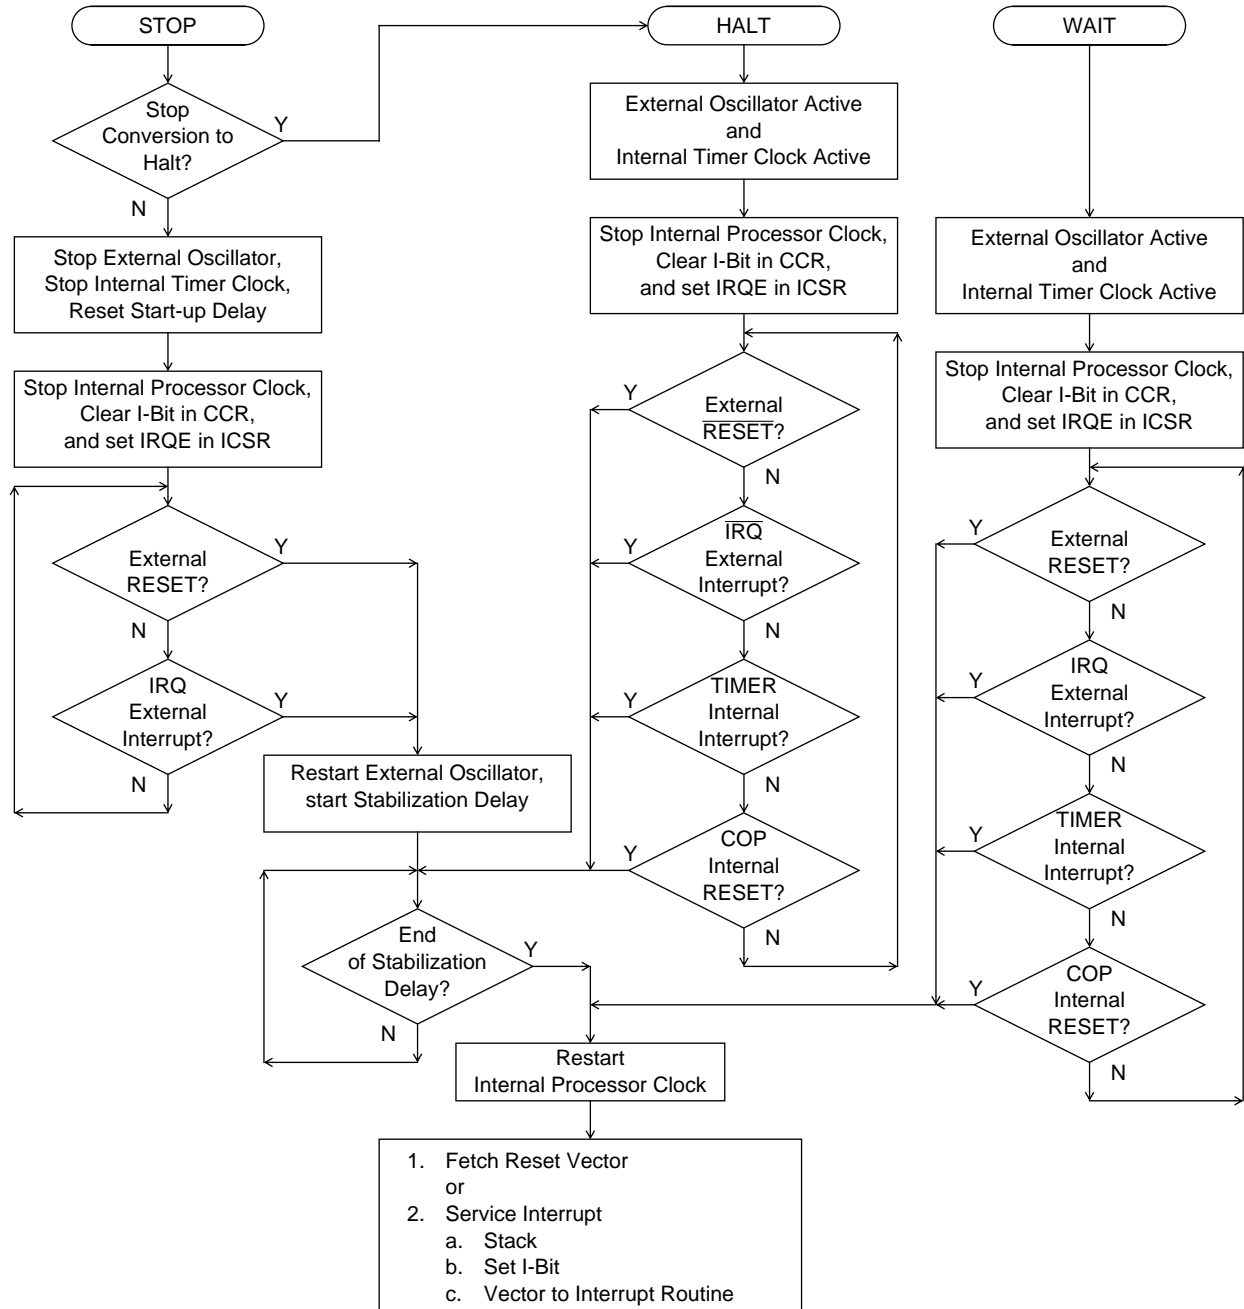 STOP
HALT
WAIT
Stop
Conversion to
Halt?
Y
N
Stop External Oscillator,
Stop Internal Timer Clock,
Reset Start-up Delay
Stop Internal Processor Clock,
Clear I-Bit in CCR,
and set IRQE in ICSR
External
RESET?
Y
N
IRQ
External
Interrupt?
Y
N
Restart External Oscillator,
start Stabilization Delay
End
of Stabilization
Delay?
Y
N
External Oscillator Active
and
Internal Timer Clock Active
Stop Internal Processor Clock,
Clear I-Bit in CCR,
and set IRQE in ICSR
Y
External
RESET?
N
Y
IRQ
External
Interrupt?
N
Y
TIMER
Internal
Interrupt?
N
Y
COP
Internal
RESET?
N
External Oscillator Active
and
Internal Timer Clock Active
Stop Internal Processor Clock,
Clear I-Bit in CCR,
and set IRQE in ICSR
Y
External
RESET?
N
Y
IRQ
External
Interrupt?
N
Y
TIMER
Internal
Interrupt?
N
Y
COP
Internal
RESET?
N
Restart
Internal Processor Clock
1. Fetch Reset Vector
or
2. Service Interrupt
a. Stack
b. Set I-Bit
c. Vector to Interrupt Routine